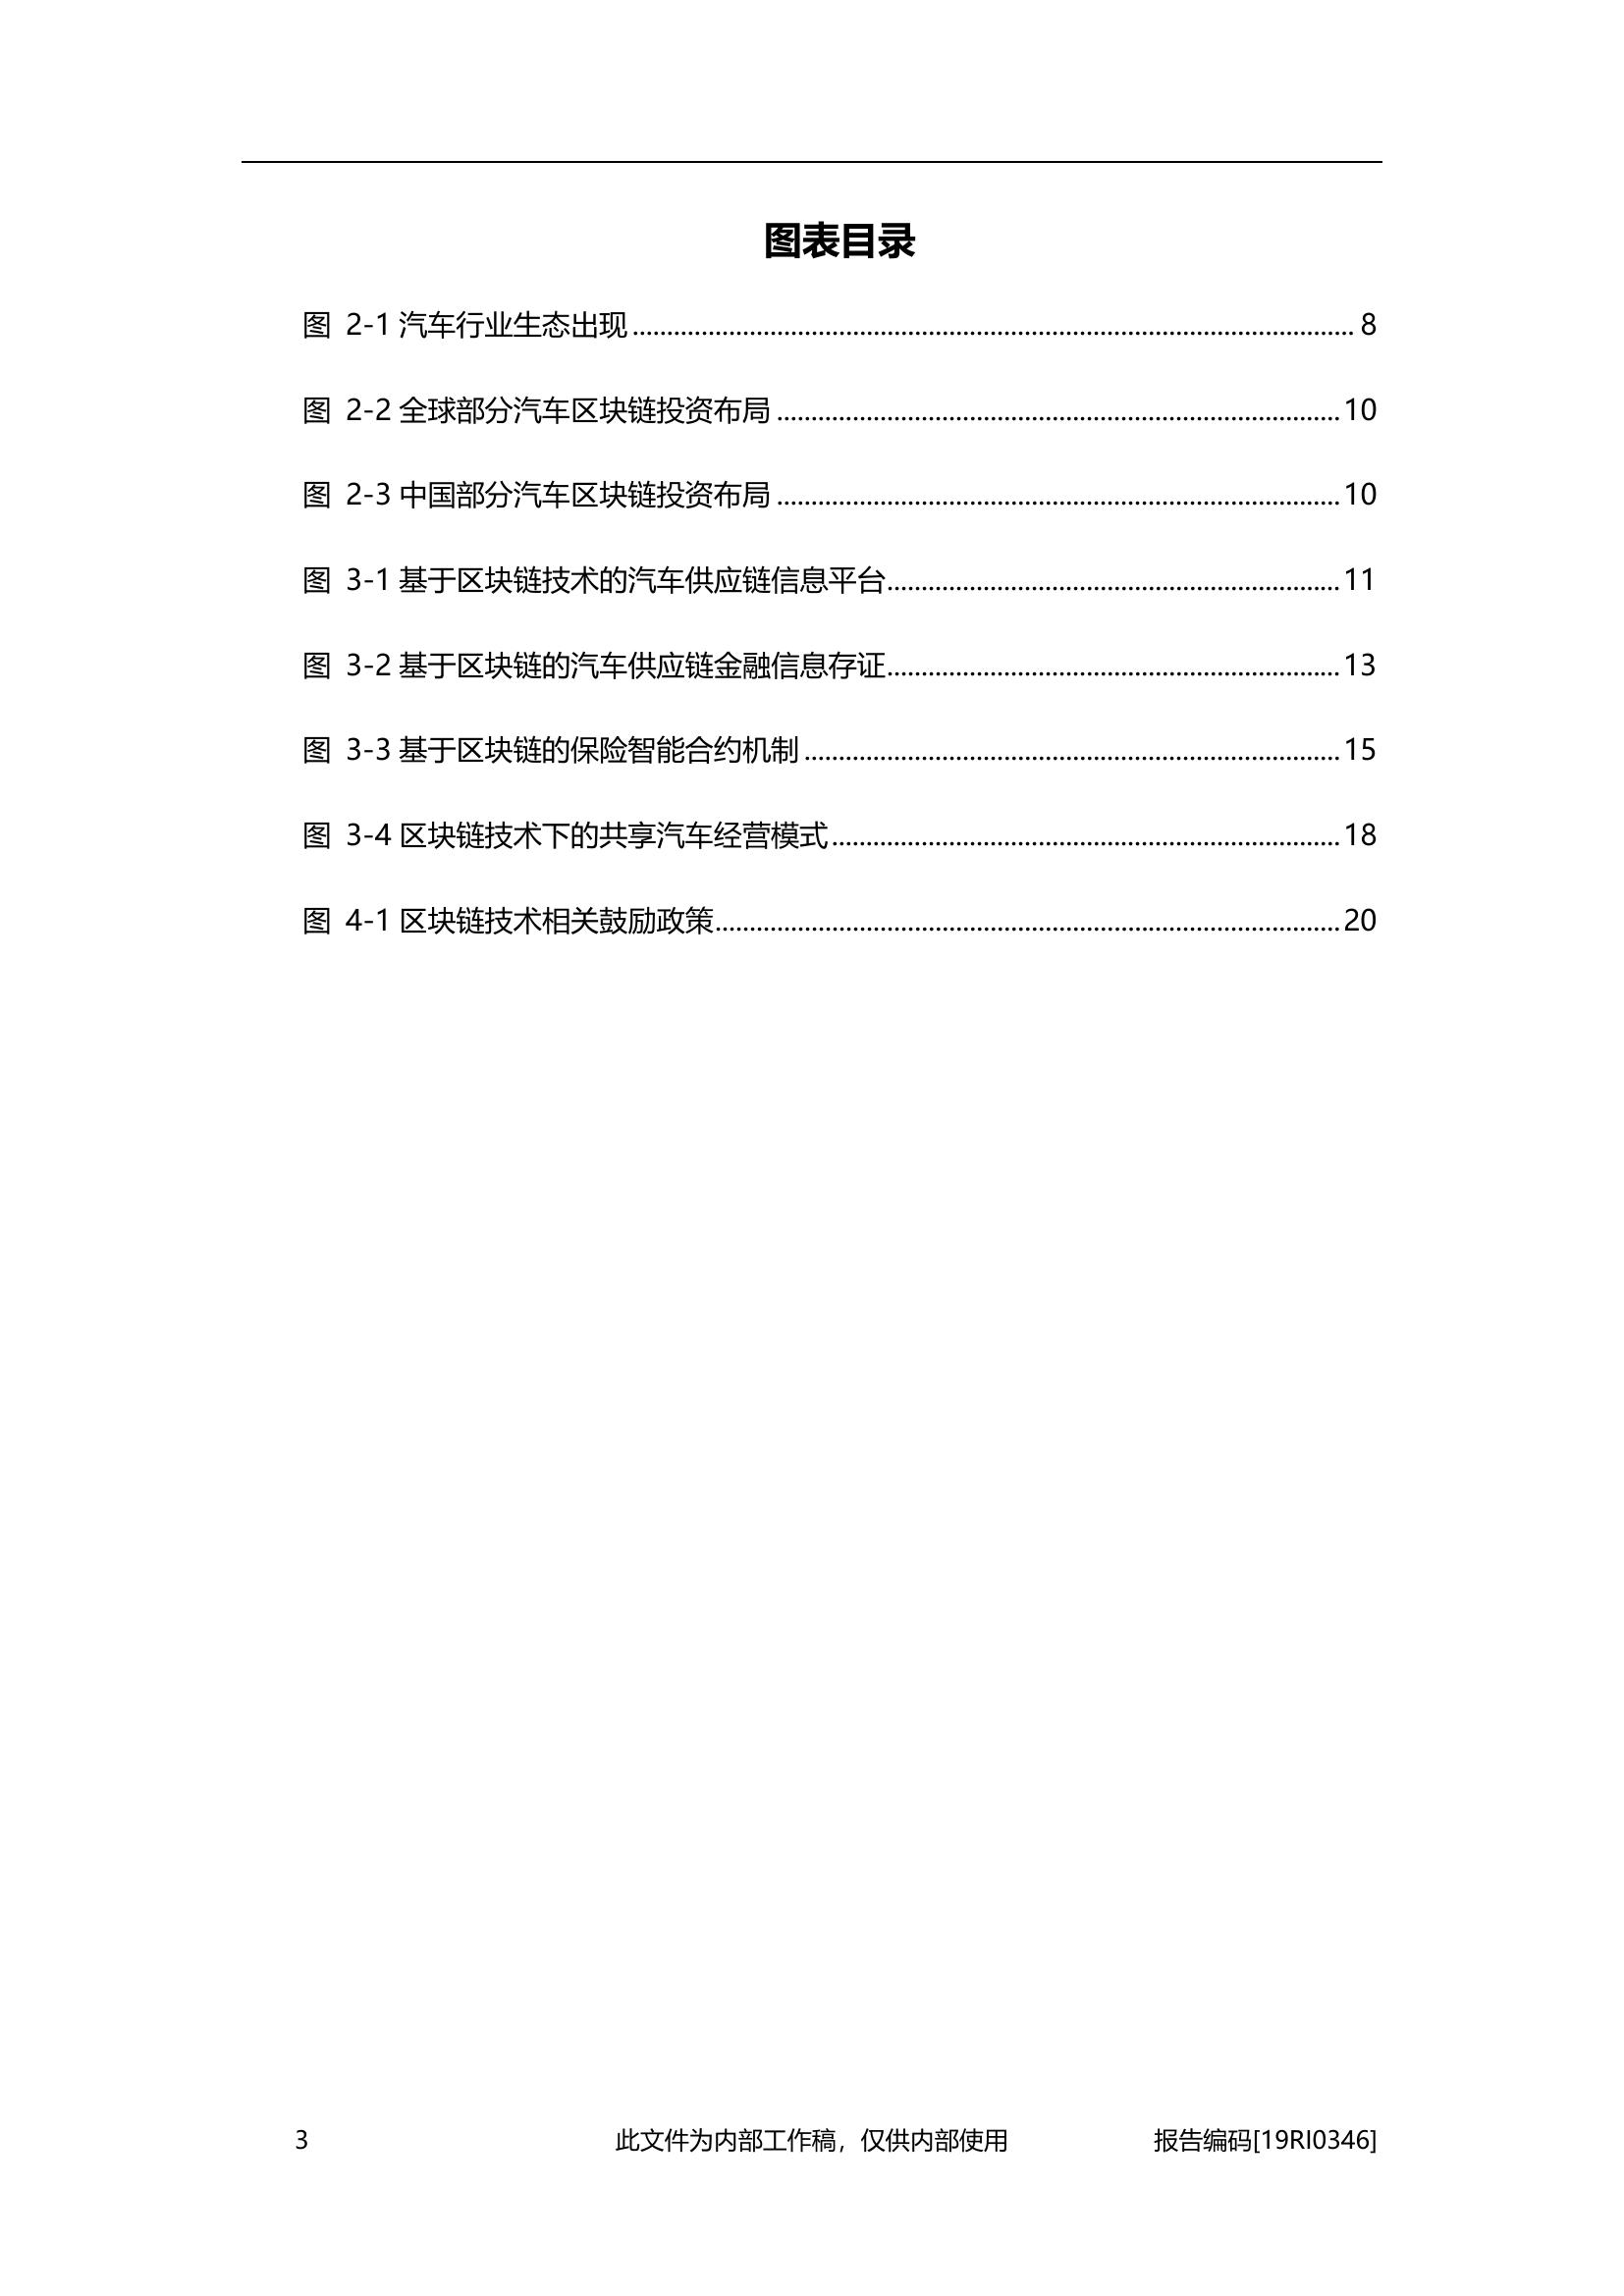 图表目录
图 2-1 汽车行业生态出现........................................................................................................ 8
图 2-2 全球部分汽车区块链投资布局 .................................................................................10
图 2-3 中国部分汽车区块链投资布局 .................................................................................10
图 3-1 基于区块链技术的汽车供应链信息平台.................................................................11
图 3-2 基于区块链的汽车供应链金融信息存证.................................................................13
图 3-3 基于区块链的保险智能合约机制 .............................................................................15
图 3-4 区块链技术下的共享汽车经营模式.........................................................................18
图 4-1 区块链技术相关鼓励政策..........................................................................................20
3 此文件为内部工作稿，仅供内部使用 报告编码[19RI0346]